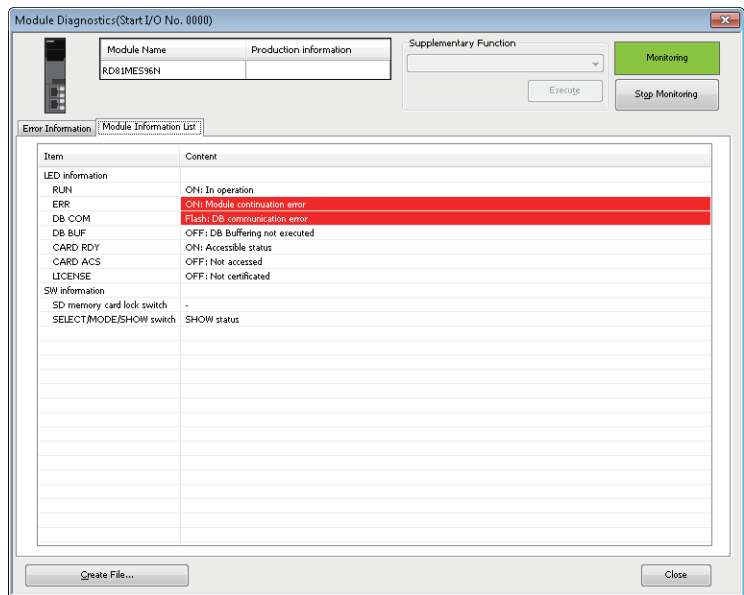 Module Diagnostics(Start I/O No. 0000)
Module Name Production information
RD81MES96N
Supplementary Function
Execute
Monitoring
Stop Monitoring
Error Information Module Information List
Item Content
LED information
RUN ON: In operation
ERR ON: Module continuation error
DB COM Flash: DB communication error
DB BUF OFF: DB Buffering not executed
CARD RDY ON: Accessible status
CARD ACS OFF: Not accessed
LICENSE OFF: Not certificated
SW information
SD memory card lock switch -
SELECT/MODE/SHOW switch SHOW status
Create File... Close